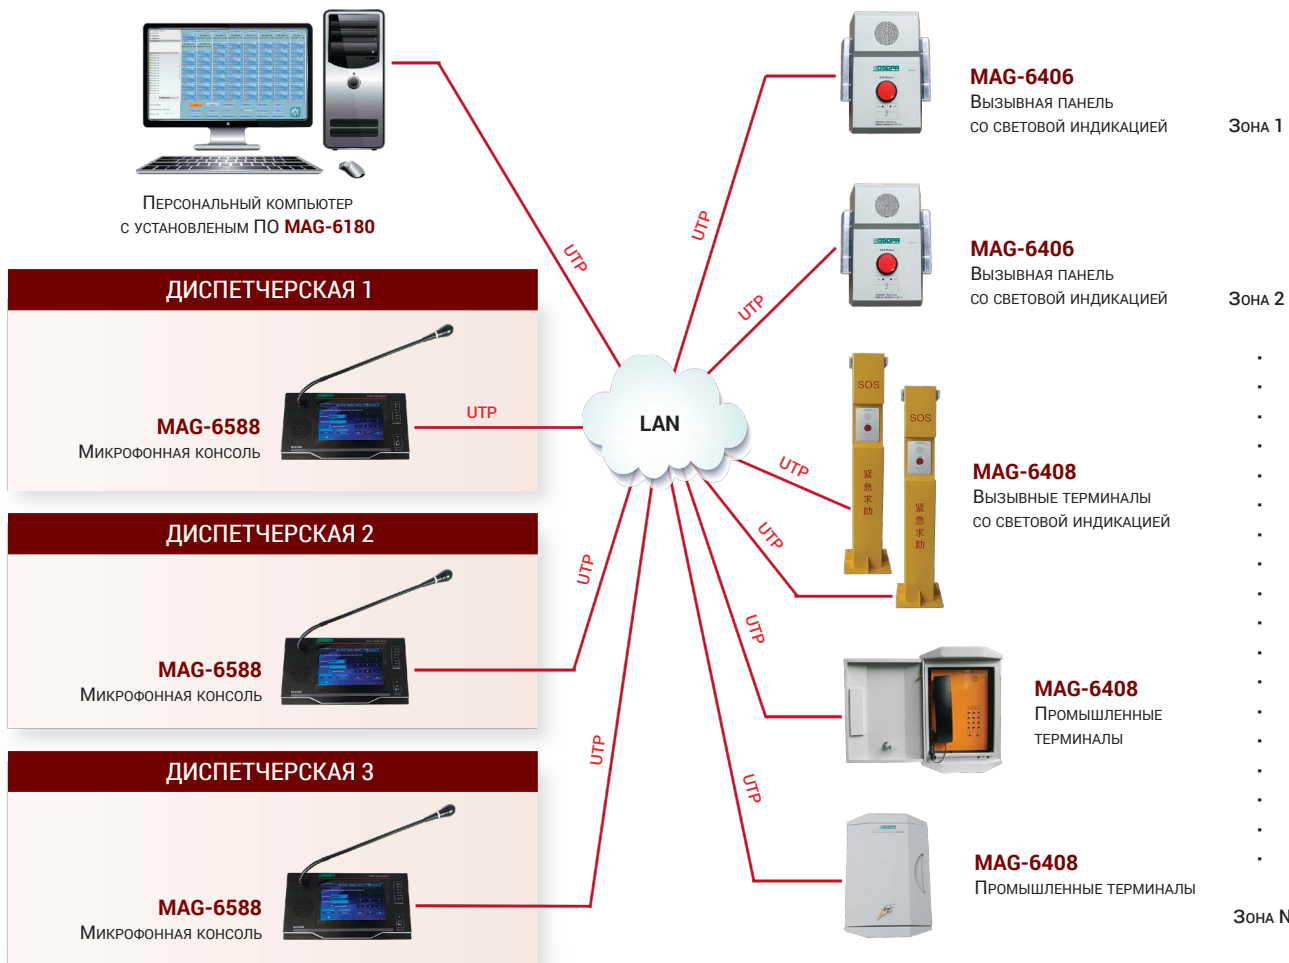 Персональный компьютер
с установленым ПО MAG-6180
ДИСПЕТЧЕРСКАЯ 1
MAG-6588
Микрофонная консоль
ДИСПЕТЧЕРСКАЯ 2
MAG-6588
Микрофонная консоль
ДИСПЕТЧЕРСКАЯ 3
MAG-6588
Микрофонная консоль
UTP
UTP
UTP
UTP
UTP
LAN
UTP
UTP
UTP
UTP
UTP
DSPPA
MAG-6406
Вызывная панель
со световой индикацией
Зона 1
DSPPA
MAG-6406
Вызывная панель
со световой индикацией
Зона 2
SOS
紧急求助
SOS
紧急求助
MAG-6408
Вызывные терминалы
со световой индикацией
MAG-6408
Промышленные
терминалы
MAG-6408
Промышленные терминалы
Зона N